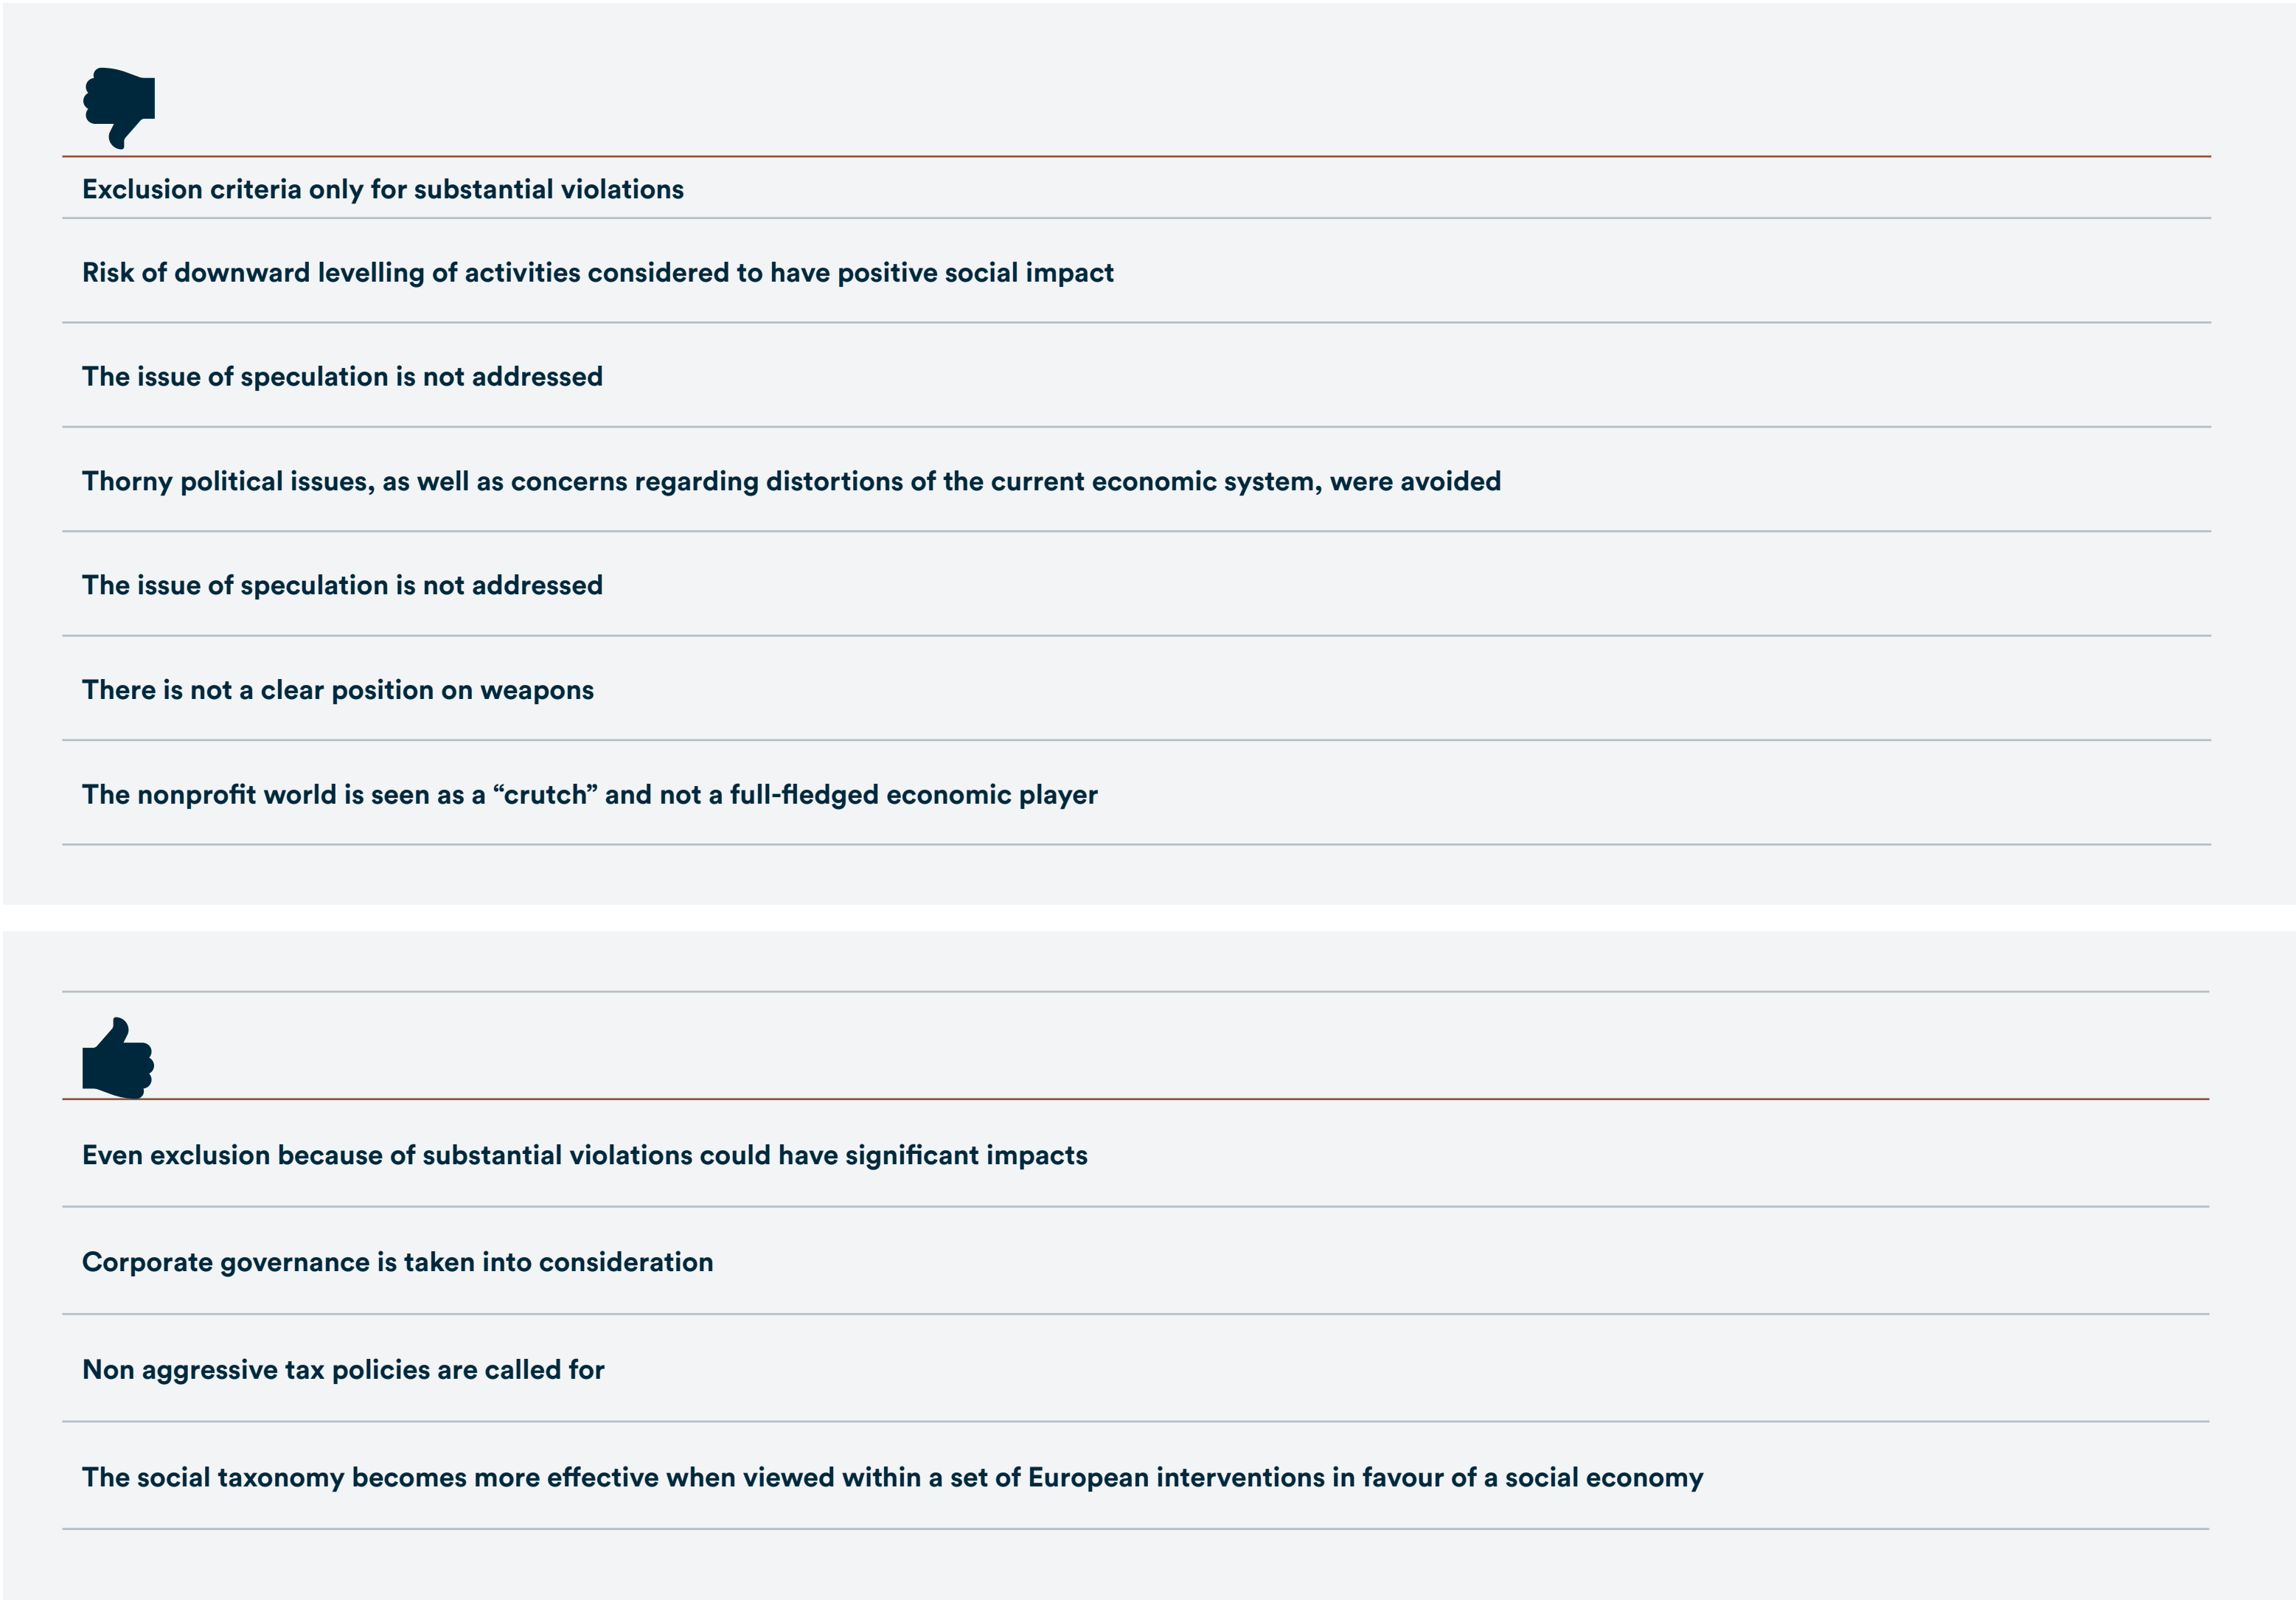 Exclusion criteria only for substantial violations
Risk of downward levelling of activities considered to have positive social impact
The issue of speculation is not addressed
Thorny political issues, as well as concerns regarding distortions of the current economic system, were avoided
The issue of speculation is not addressed
There is not a clear position on weapons
The nonprofit world is seen as a “crutch” and not a full-fledged economic player
Even exclusion because of substantial violations could have significant impacts
Corporate governance is taken into consideration
Non aggressive tax policies are called for
The social taxonomy becomes more effective when viewed within a set of European interventions in favour of a social economy